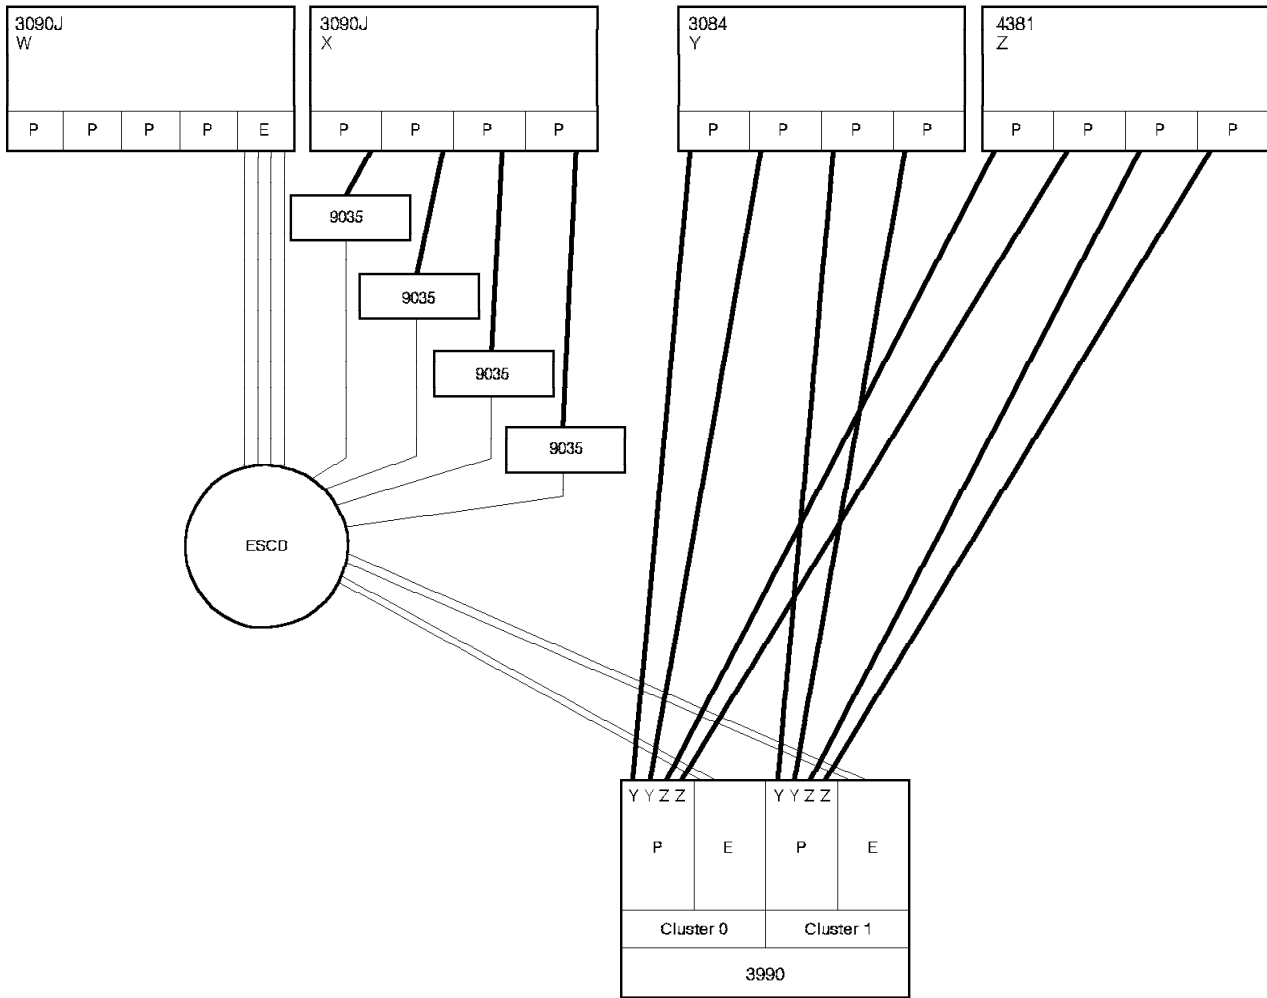 3090J
W
P P P P E
3090J
X
P P P P
3084
Y
P P P P
4381
Z
P P P P
9035
9035
9035
9035
ESCD
Y Y Z Z Y Y Z Z
P E P E
Cluster 0 Cluster 1
3990